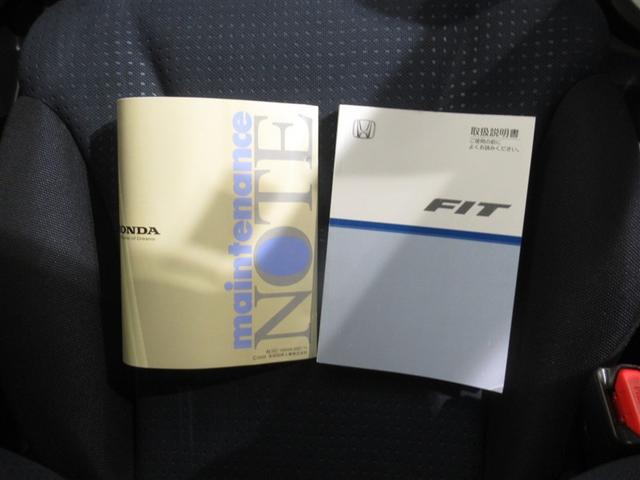 HONDA
The Power of Dreams
maintenance
NOTE
取扱説明書
ご使用の前に
よくお読みください。
FIT